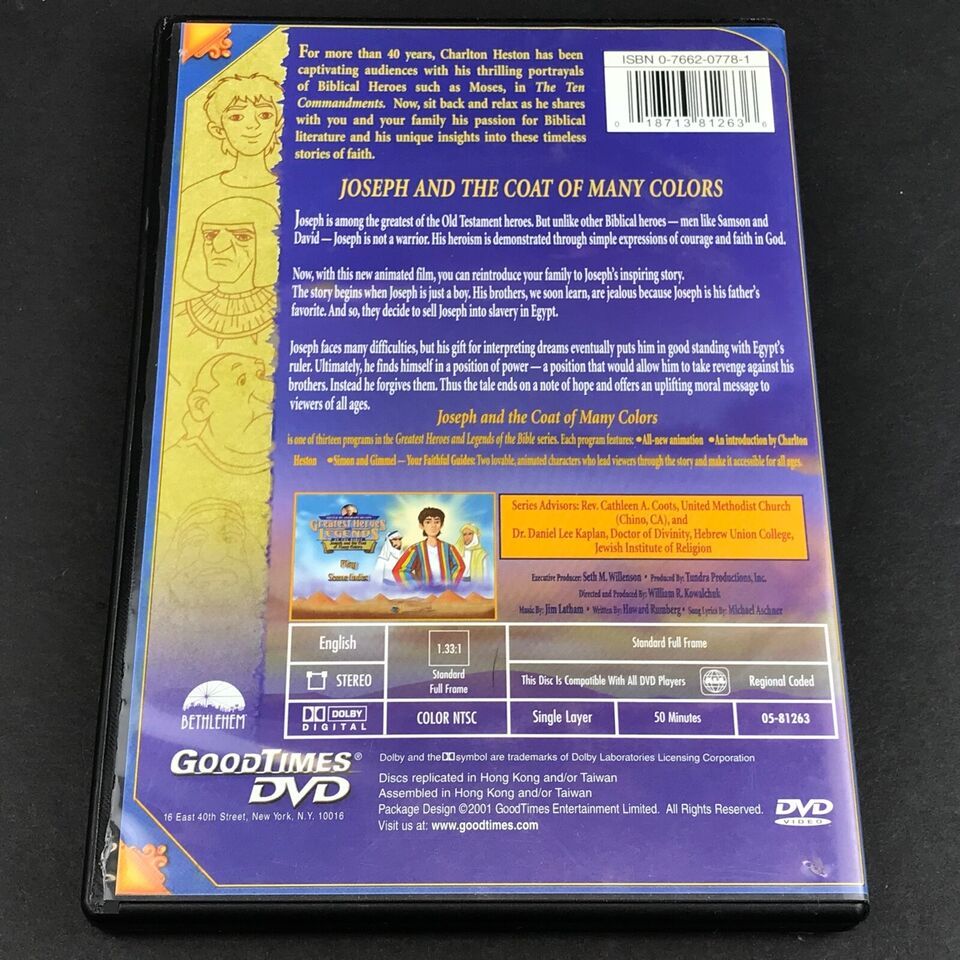 For more than 40 years, Charlton Heston has been
captivating audiences with his thrilling portrayals
of Biblical Heroes such as Moses, in The Ten
Commandments. Now, sit back and relax as he shares
with you and your family his passion for Biblical
literature and his unique insights into these timeless
stories of faith.
ISBN 0-7662-0778-1
0 18713 81263 6
JOSEPH AND THE COAT OF MANY COLORS
Joseph is among the greatest of the Old Testament heroes. But unlike other Biblical heroes — men like Samson and
David — Joseph is not a warrior. His heroism is demonstrated through simple expressions of courage and faith in God.
Now, with this new animated film, you can reintroduce your family to Joseph's inspiring story.
The story begins when Joseph is just a boy. His brothers, we soon learn, are jealous because Joseph is his father's
favorite. And so, they decide to sell Joseph into slavery in Egypt.
Joseph faces many difficulties, but his gift for interpreting dreams eventually puts him in good standing with Egypt's
ruler. Ultimately, he finds himself in a position of power — a position that would allow him to take revenge against his
brothers. Instead he forgives them. Thus the tale ends on a note of hope and offers an uplifting moral message to
viewers of all ages.
Joseph and the Coat of Many Colors
is one of thirteen programs in the Greatest Heroes and Legends of the Bible series. Each program features: •All-new animation •An introduction by Charlton
Heston •Simon and Gimmel — Your Faithful Guides: Two lovable, animated characters who lead viewers through the story and make it accessible for all ages.
Greatest Heroes
LEGENDS
Joseph and the Coat
of Many Colors
Play
Scene Index
Series Advisors: Rev. Cathleen A. Coots, United Methodist Church
(Chino, CA), and
Dr. Daniel Lee Kaplan, Doctor of Divinity, Hebrew Union College,
Jewish Institute of Religion
Executive Producer: Seth M. Willenson • Produced By: Tundra Productions, Inc.
Directed and Produced By: William R. Kowalchuk
Music By: Jim Latham • Written By: Howard Rumberg • Song Lyrics By: Michael Aschner
English
1.33:1
Standard
Full Frame
Standard Full Frame
STEREO
This Disc Is Compatible With All DVD Players
Regional Coded
DOLBY
DIGITAL
COLOR NTSC
Single Layer
50 Minutes
05-81263
BETHLEHEM
GOODTIMES®
DVD
16 East 40th Street, New York, N.Y. 10016
Dolby and the DD symbol are trademarks of Dolby Laboratories Licensing Corporation
Discs replicated in Hong Kong and/or Taiwan
Assembled in Hong Kong and/or Taiwan
Package Design ©2001 GoodTimes Entertainment Limited. All Rights Reserved.
Visit us at: www.goodtimes.com
DVD
VIDEO